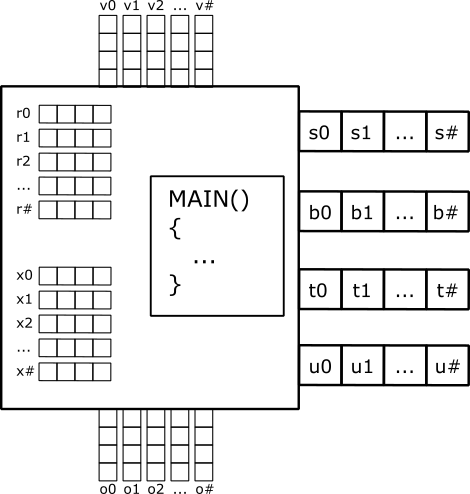 v0 v1 v2 ... v#
r0
r1
r2
...
r#
x0
x1
x2
...
x#
MAIN()
{
...
}
s0 s1 ... s#
b0 b1 ... b#
t0 t1 ... t#
u0 u1 ... u#
o0 o1 o2 ... o#